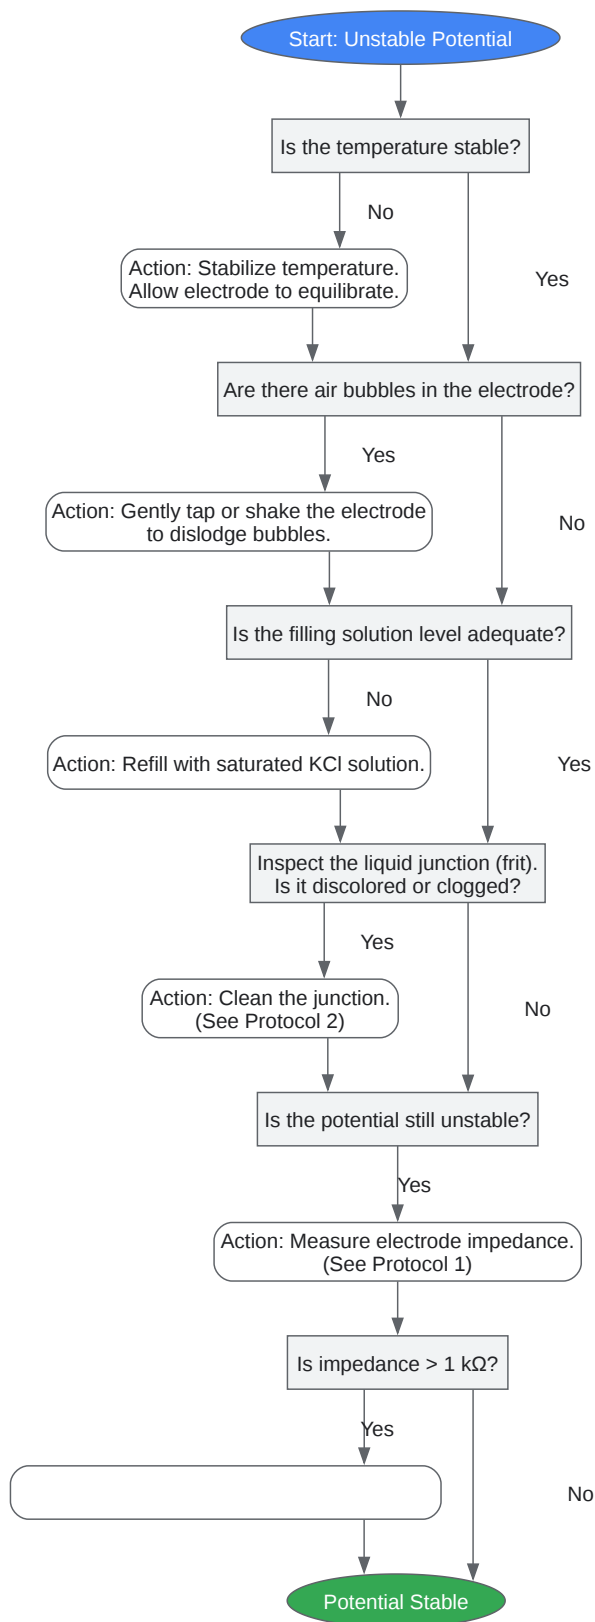 Start: Unstable Potential
Is the temperature stable?
No
Action: Stabilize temperature.
Allow electrode to equilibrate.
Yes
Are there air bubbles in the electrode?
Yes
Action: Gently tap or shake the electrode
to dislodge bubbles.
No
Is the filling solution level adequate?
No
Action: Refill with saturated KCl solution.
Yes
Inspect the liquid junction (frit).
Is it discolored or clogged?
Yes
Action: Clean the junction.
(See Protocol 2)
No
Is the potential still unstable?
Yes
Action: Measure electrode impedance.
(See Protocol 1)
Is impedance > 1 kΩ?
Yes
No
Potential Stable